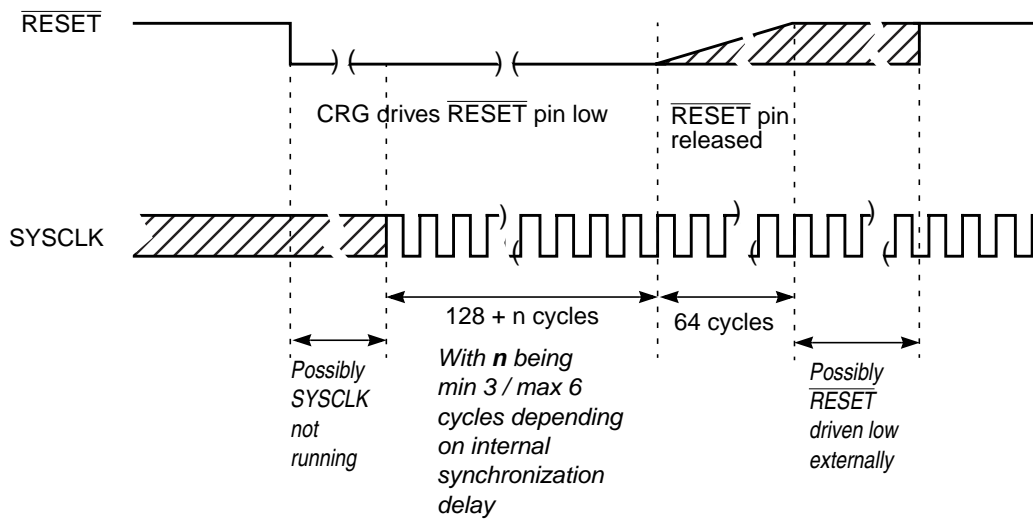 RESET
CRG drives RESET pin low
RESET pin
released
SYSCLK
128 + n cycles
64 cycles
Possibly
SYSCLK
not
running
With n being
min 3 / max 6
cycles depending
on internal
synchronization
delay
Possibly
RESET
driven low
externally